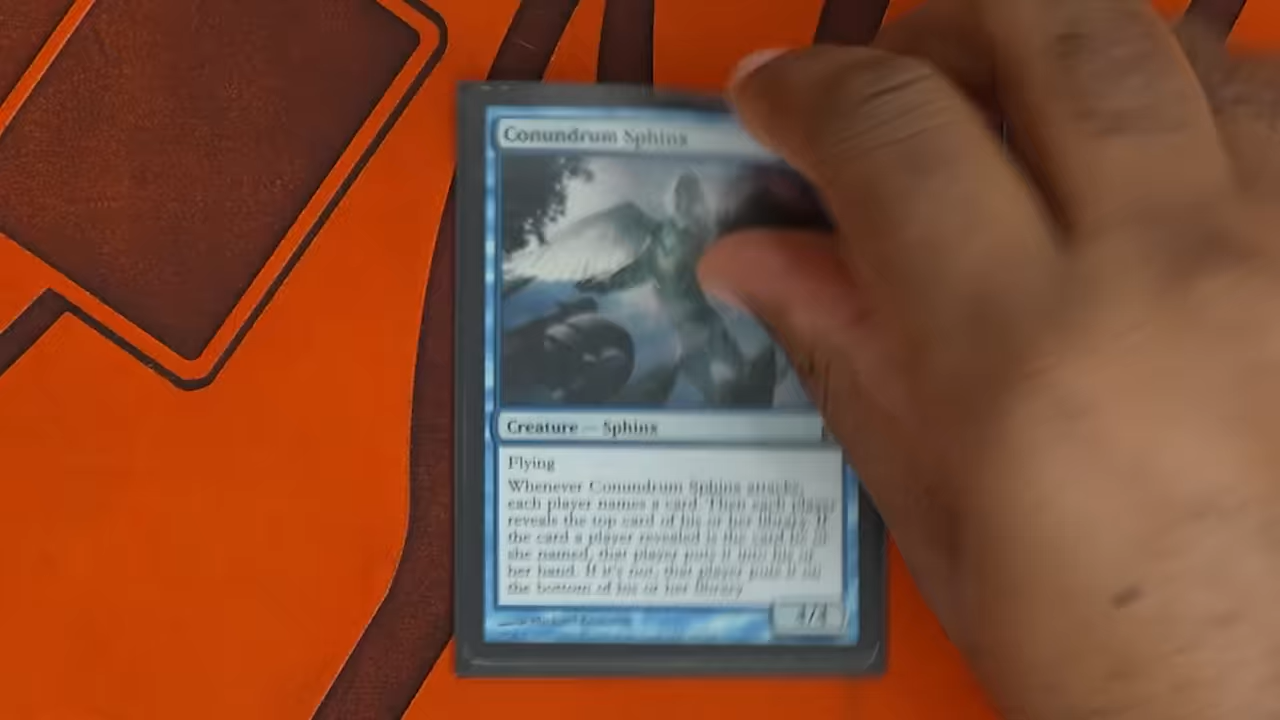 Conundrum Sphinx
Creature — Sphinx
Flying
Whenever Conundrum Sphinx attacks,
each player names a card. Then each player
reveals the top card of his or her library. If
the card a player revealed is the card he or
she named, that player puts it into his or
her hand. If it's not, that player puts it on
the bottom of his or her library.
4/4